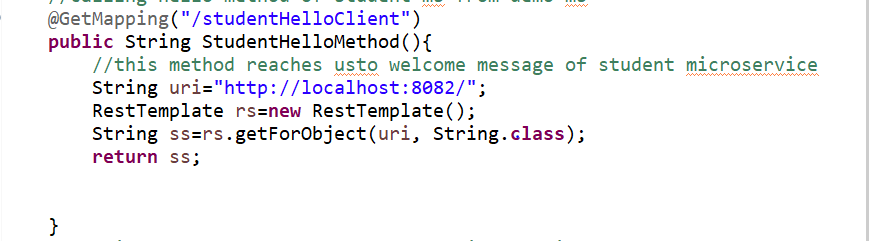 @GetMapping("/studentHelloClient")
public String StudentHelloMethod(){
//this method reaches usto welcome message of student microservice
String uri="http://localhost:8082/";
RestTemplate rs=new RestTemplate();
String ss=rs.getForObject(uri, String.class);
return ss;
}